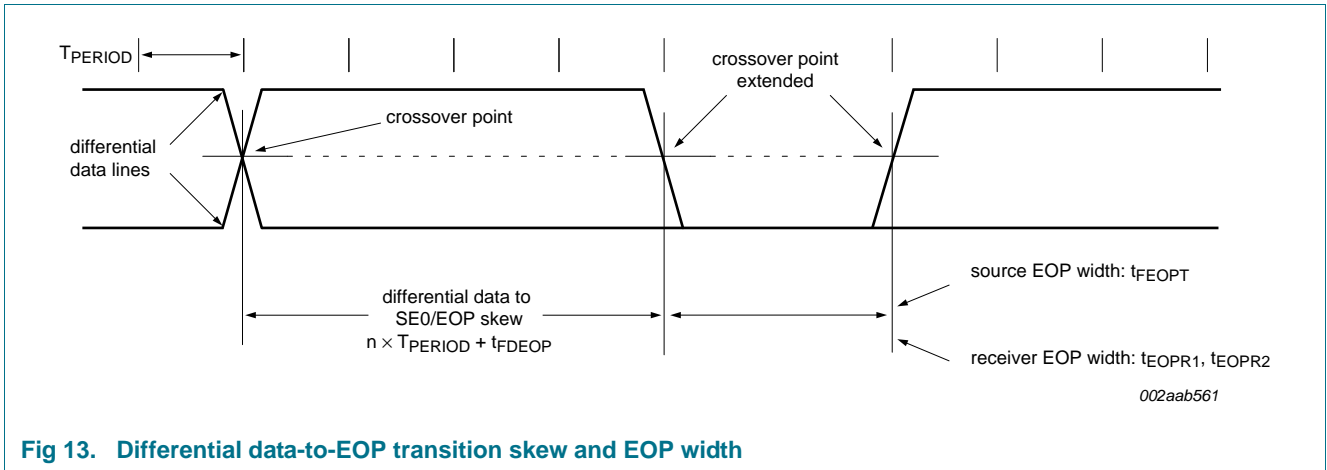 TPERIOD
crossover point
extended
crossover point
differential
data lines
source EOP width: tFEOPT
differential data to
SE0/EOP skew
n × TPERIOD + tFDEOP
receiver EOP width: tEOPR1, tEOPR2
002aab561
Fig 13. Differential data-to-EOP transition skew and EOP width